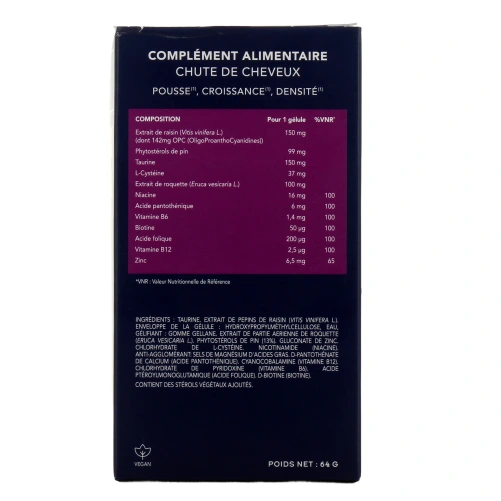 COMPLÉMENT ALIMENTAIRE
CHUTE DE CHEVEUX
POUSSE(1), CROISSANCE(1), DENSITÉ(1)
COMPOSITION Pour 1 gélule %VNR*
Extrait de raisin (Vitis vinifera L.) 150 mg
(dont 142mg OPC (OligoProanthoCyanidines))
Phytostérols de pin 99 mg
Taurine 150 mg
L-Cystéine 37 mg
Extrait de roquette (Eruca vesicaria L.) 100 mg
Niacine 16 mg 100
Acide pantothénique 6 mg 100
Vitamine B6 1,4 mg 100
Biotine 50 µg 100
Acide folique 200 µg 100
Vitamine B12 2,5 µg 100
Zinc 6,5 mg 65
*VNR : Valeur Nutritionnelle de Référence
INGRÉDIENTS : TAURINE. EXTRAIT DE PEPINS DE RAISIN (VITIS VINIFERA L.).
ENVELOPPE DE LA GÉLULE : HYDROXYPROPYLMÉTHYLCELLULOSE, EAU,
GÉLIFIANT : GOMME GELLANE. EXTRAIT DE PARTIE AERIENNE DE ROQUETTE
(ERUCA VESICARIA L.). PHYTOSTÉROLS DE PIN (13%). GLUCONATE DE ZINC.
CHLORHYDRATE DE L-CYSTÉINE. NICOTINAMIDE (NIACINE).
ANTI-AGGLOMÉRANT: SELS DE MAGNÉSIUM D'ACIDES GRAS. D-PANTOTHÉNATE
DE CALCIUM (ACIDE PANTOTHÉNIQUE). CYANOCOBALAMINE (VITAMINE B12).
CHLORHYDRATE DE PYRIDOXINE (VITAMINE B6). ACIDE
PTÉROYLMONOGLUTAMIQUE (ACIDE FOLIQUE). D-BIOTINE (BIOTINE).
CONTIENT DES STÉROLS VÉGÉTAUX AJOUTÉS.
VEGAN
POIDS NET : 64 G